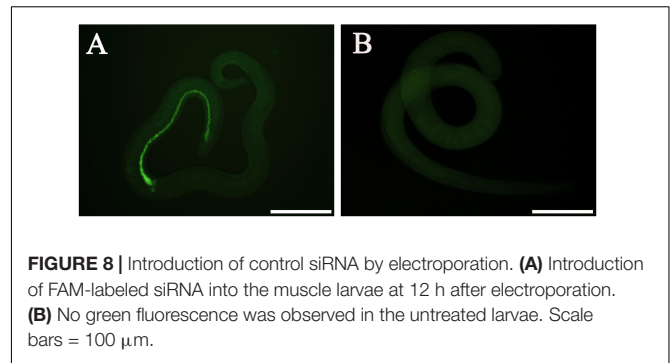 A
B
FIGURE 8 | Introduction of control siRNA by electroporation. (A) Introduction
of FAM-labeled siRNA into the muscle larvae at 12 h after electroporation.
(B) No green fluorescence was observed in the untreated larvae. Scale
bars = 100 μm.